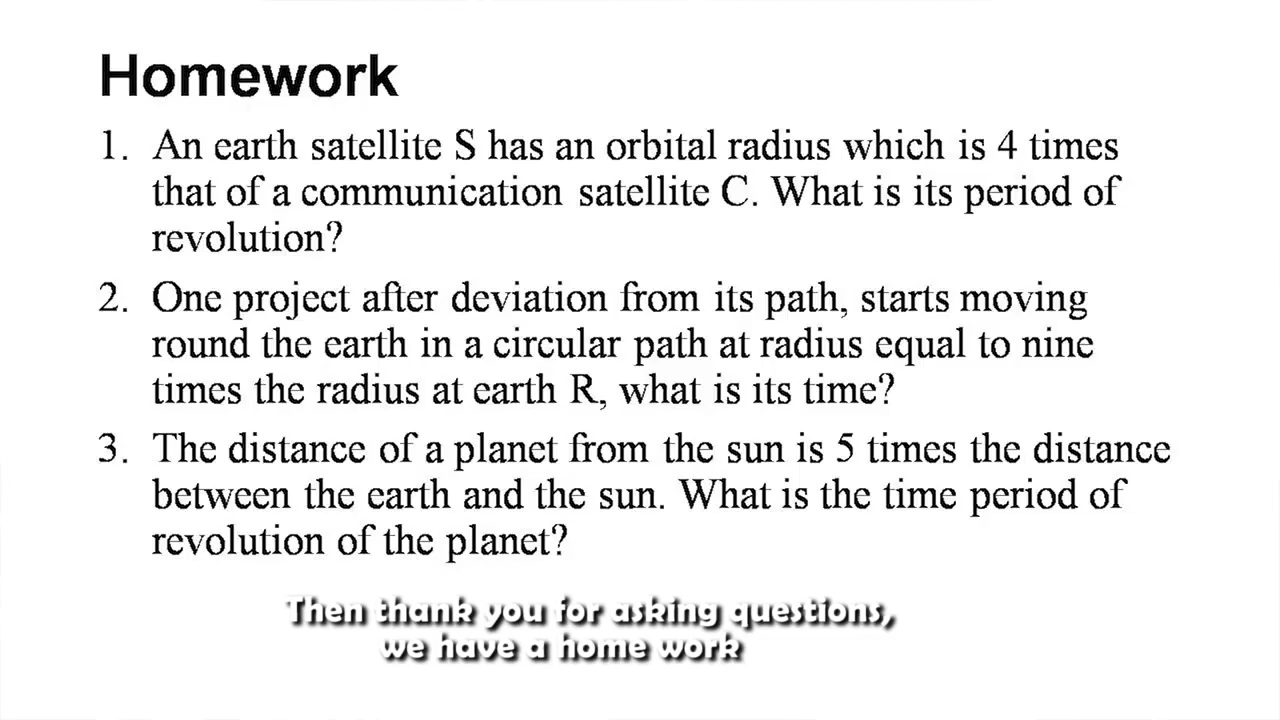 Homework
1. An earth satellite S has an orbital radius which is 4 times
that of a communication satellite C. What is its period of
revolution?
2. One project after deviation from its path, starts moving
round the earth in a circular path at radius equal to nine
times the radius at earth R, what is its time?
3. The distance of a planet from the sun is 5 times the distance
between the earth and the sun. What is the time period of
revolution of the planet?
Then thank you for asking questions,
we have a home work